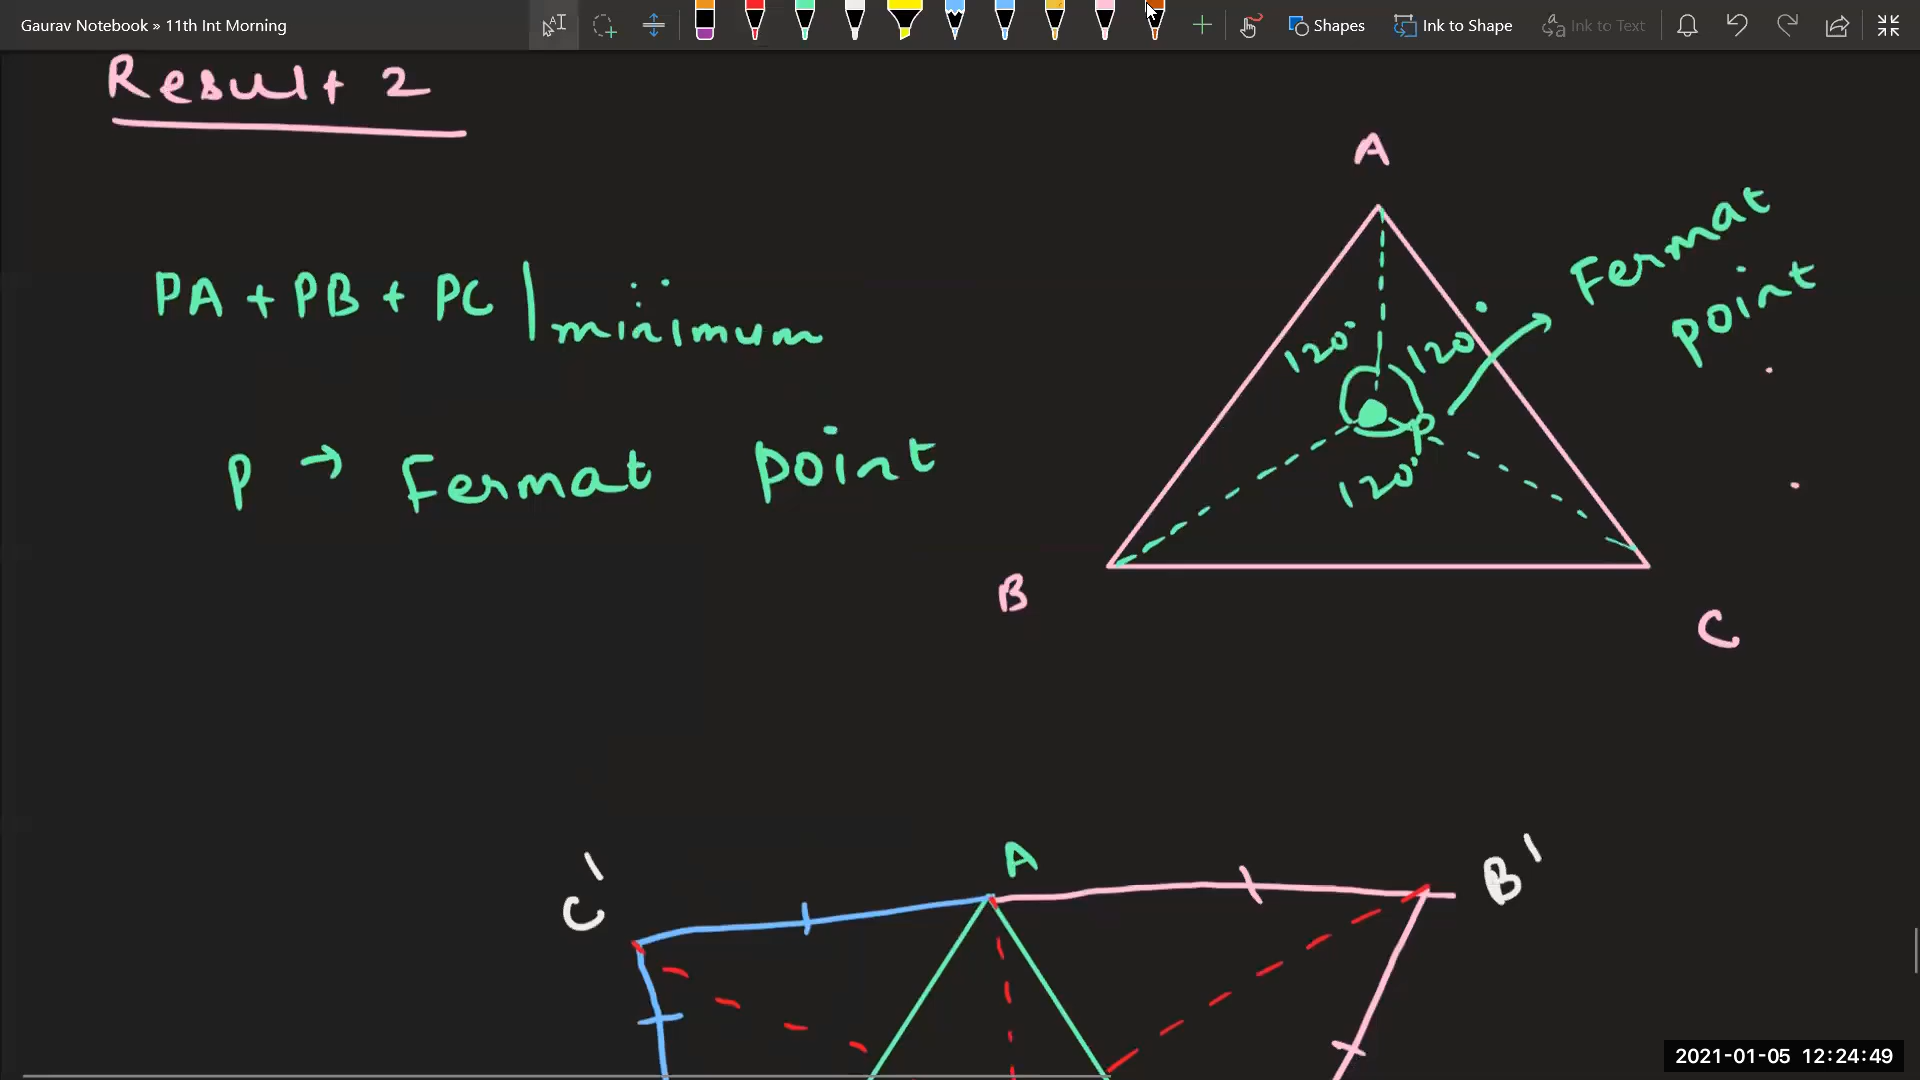 Gaurav Notebook » 11th Int Morning
Shapes
Ink to Shape
Ink to Text
Result 2
A
Fermat
point
PA + PB + PC | minimum
120°
120°
P
120°
P → Fermat point
B
C
A
C'
B'
2021-01-05 12:24:49